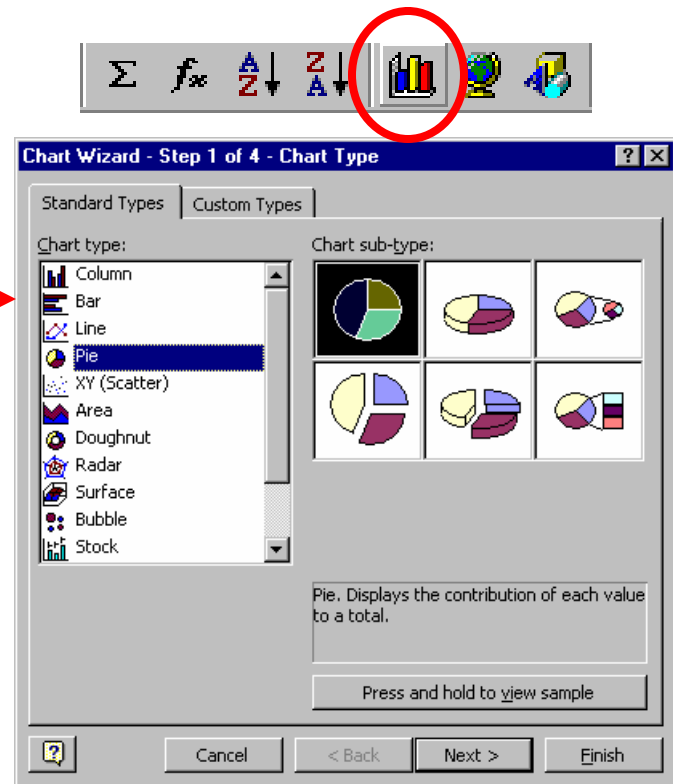 Σ fx A Z Z A
Chart Wizard - Step 1 of 4 - Chart Type ? X
Standard Types Custom Types
Chart type: Chart sub-type:
Column
Bar
Line
Pie
XY (Scatter)
Area
Doughnut
Radar
Surface
Bubble
Stock
Pie. Displays the contribution of each value
to a total.
Press and hold to view sample
? Cancel < Back Next > Finish